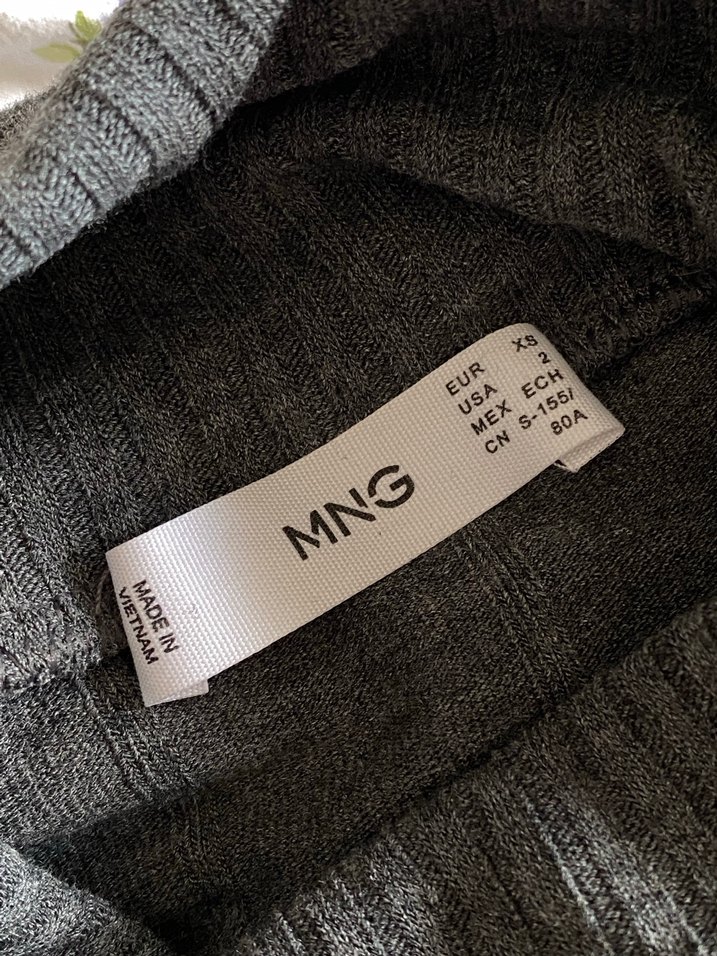 EUR XS
USA 2
MEX ECH
CN S-155/
80A
MNG
MADE IN
VIETNAM